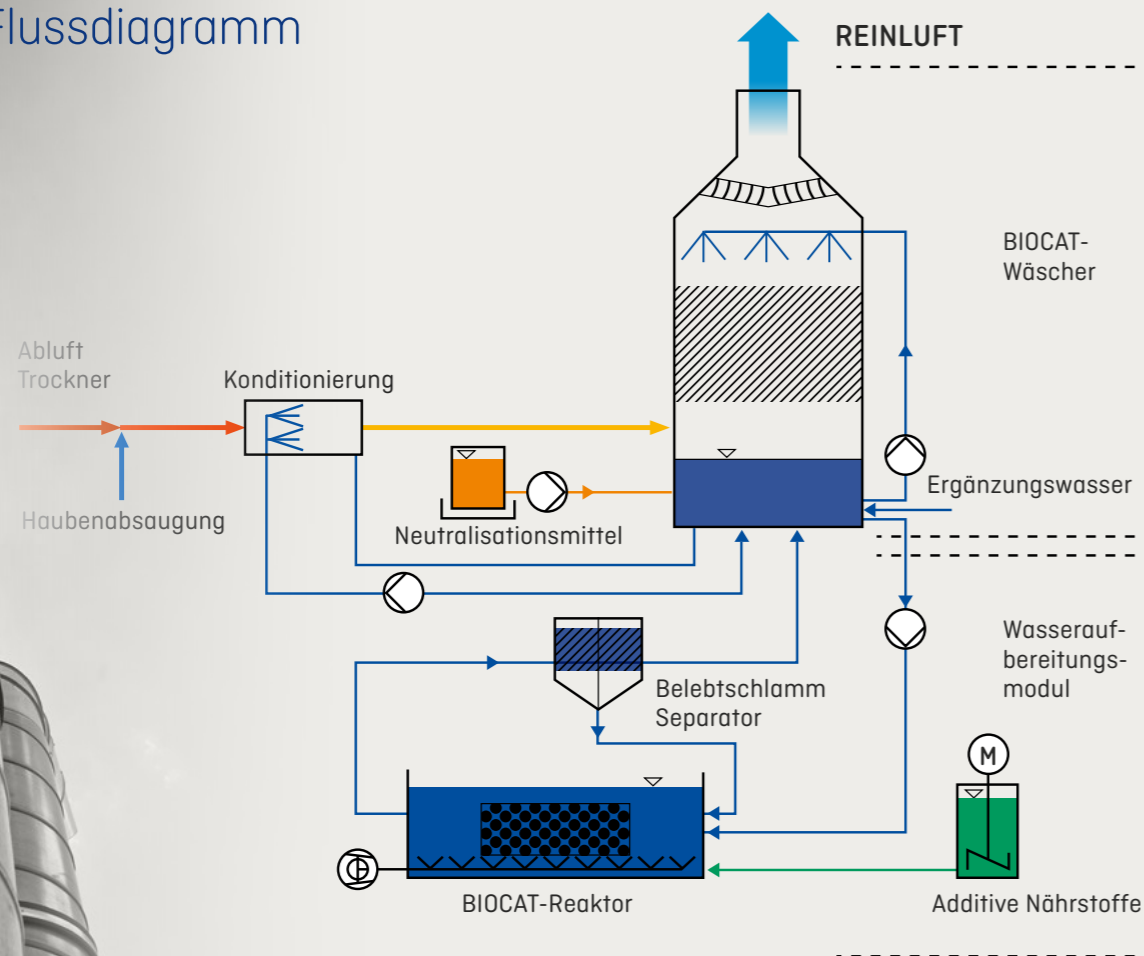 Flussdiagramm
REINLUFT
BIOCAT-
Wäscher
Abluft
Trockner
Konditionierung
Haubenabsaugung
Neutralisationsmittel
Ergänzungswasser
Wasserauf-
bereitungs-
modul
Belebtschlamm
Separator
M
BIOCAT-Reaktor
Additive Nährstoffe